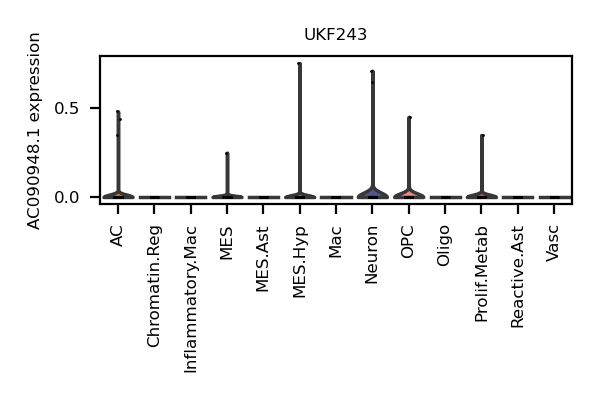 UKF243
AC090948.1 expression
0.5
0.0
AC
Chromatin.Reg
Inflammatory.Mac
MES
MES.Ast
MES.Hyp
Mac
Neuron
OPC
Oligo
Prolif.Metab
Reactive.Ast
Vasc